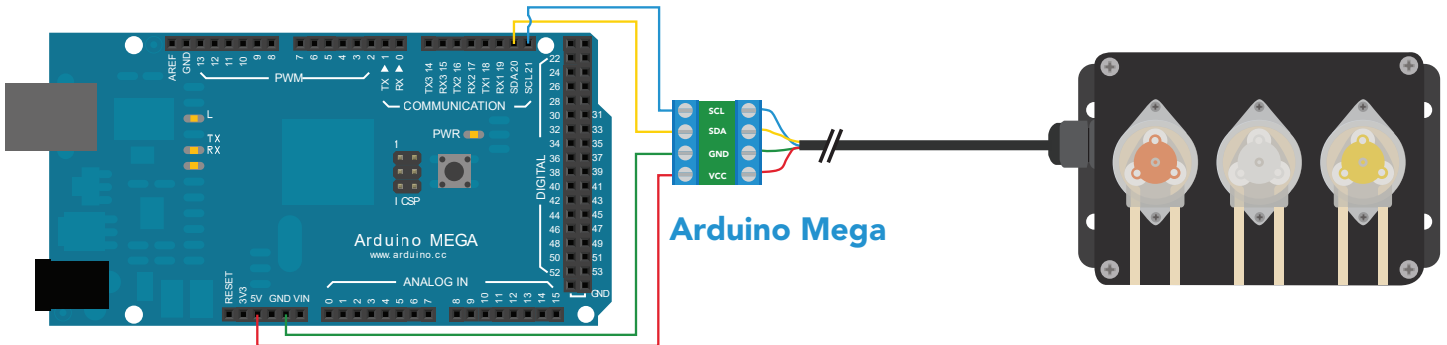 AREF
GND
13
12
11
10
9
8
7
6
5
4
3
2
1
0
TX3 14
RX3 15
TX2 16
RX2 17
TX1 18
RX1 19
SDA 20
SCL 21
PWM
TX
RX
COMMUNICATION
L
TX
RX
PWR
1
ICSP
22
24
26
28
30
32
34
36
38
40
42
44
46
48
50
52
31
33
35
37
39
41
43
45
47
49
51
53
DIGITAL
GND
Arduino MEGA
www.arduino.cc
ANALOG IN
RESET
3V3
5V
GND VIN
0
1
2
3
4
5
6
7
8
9
10
11
12
13
14
15
SCL
SDA
GND
VCC
Arduino Mega